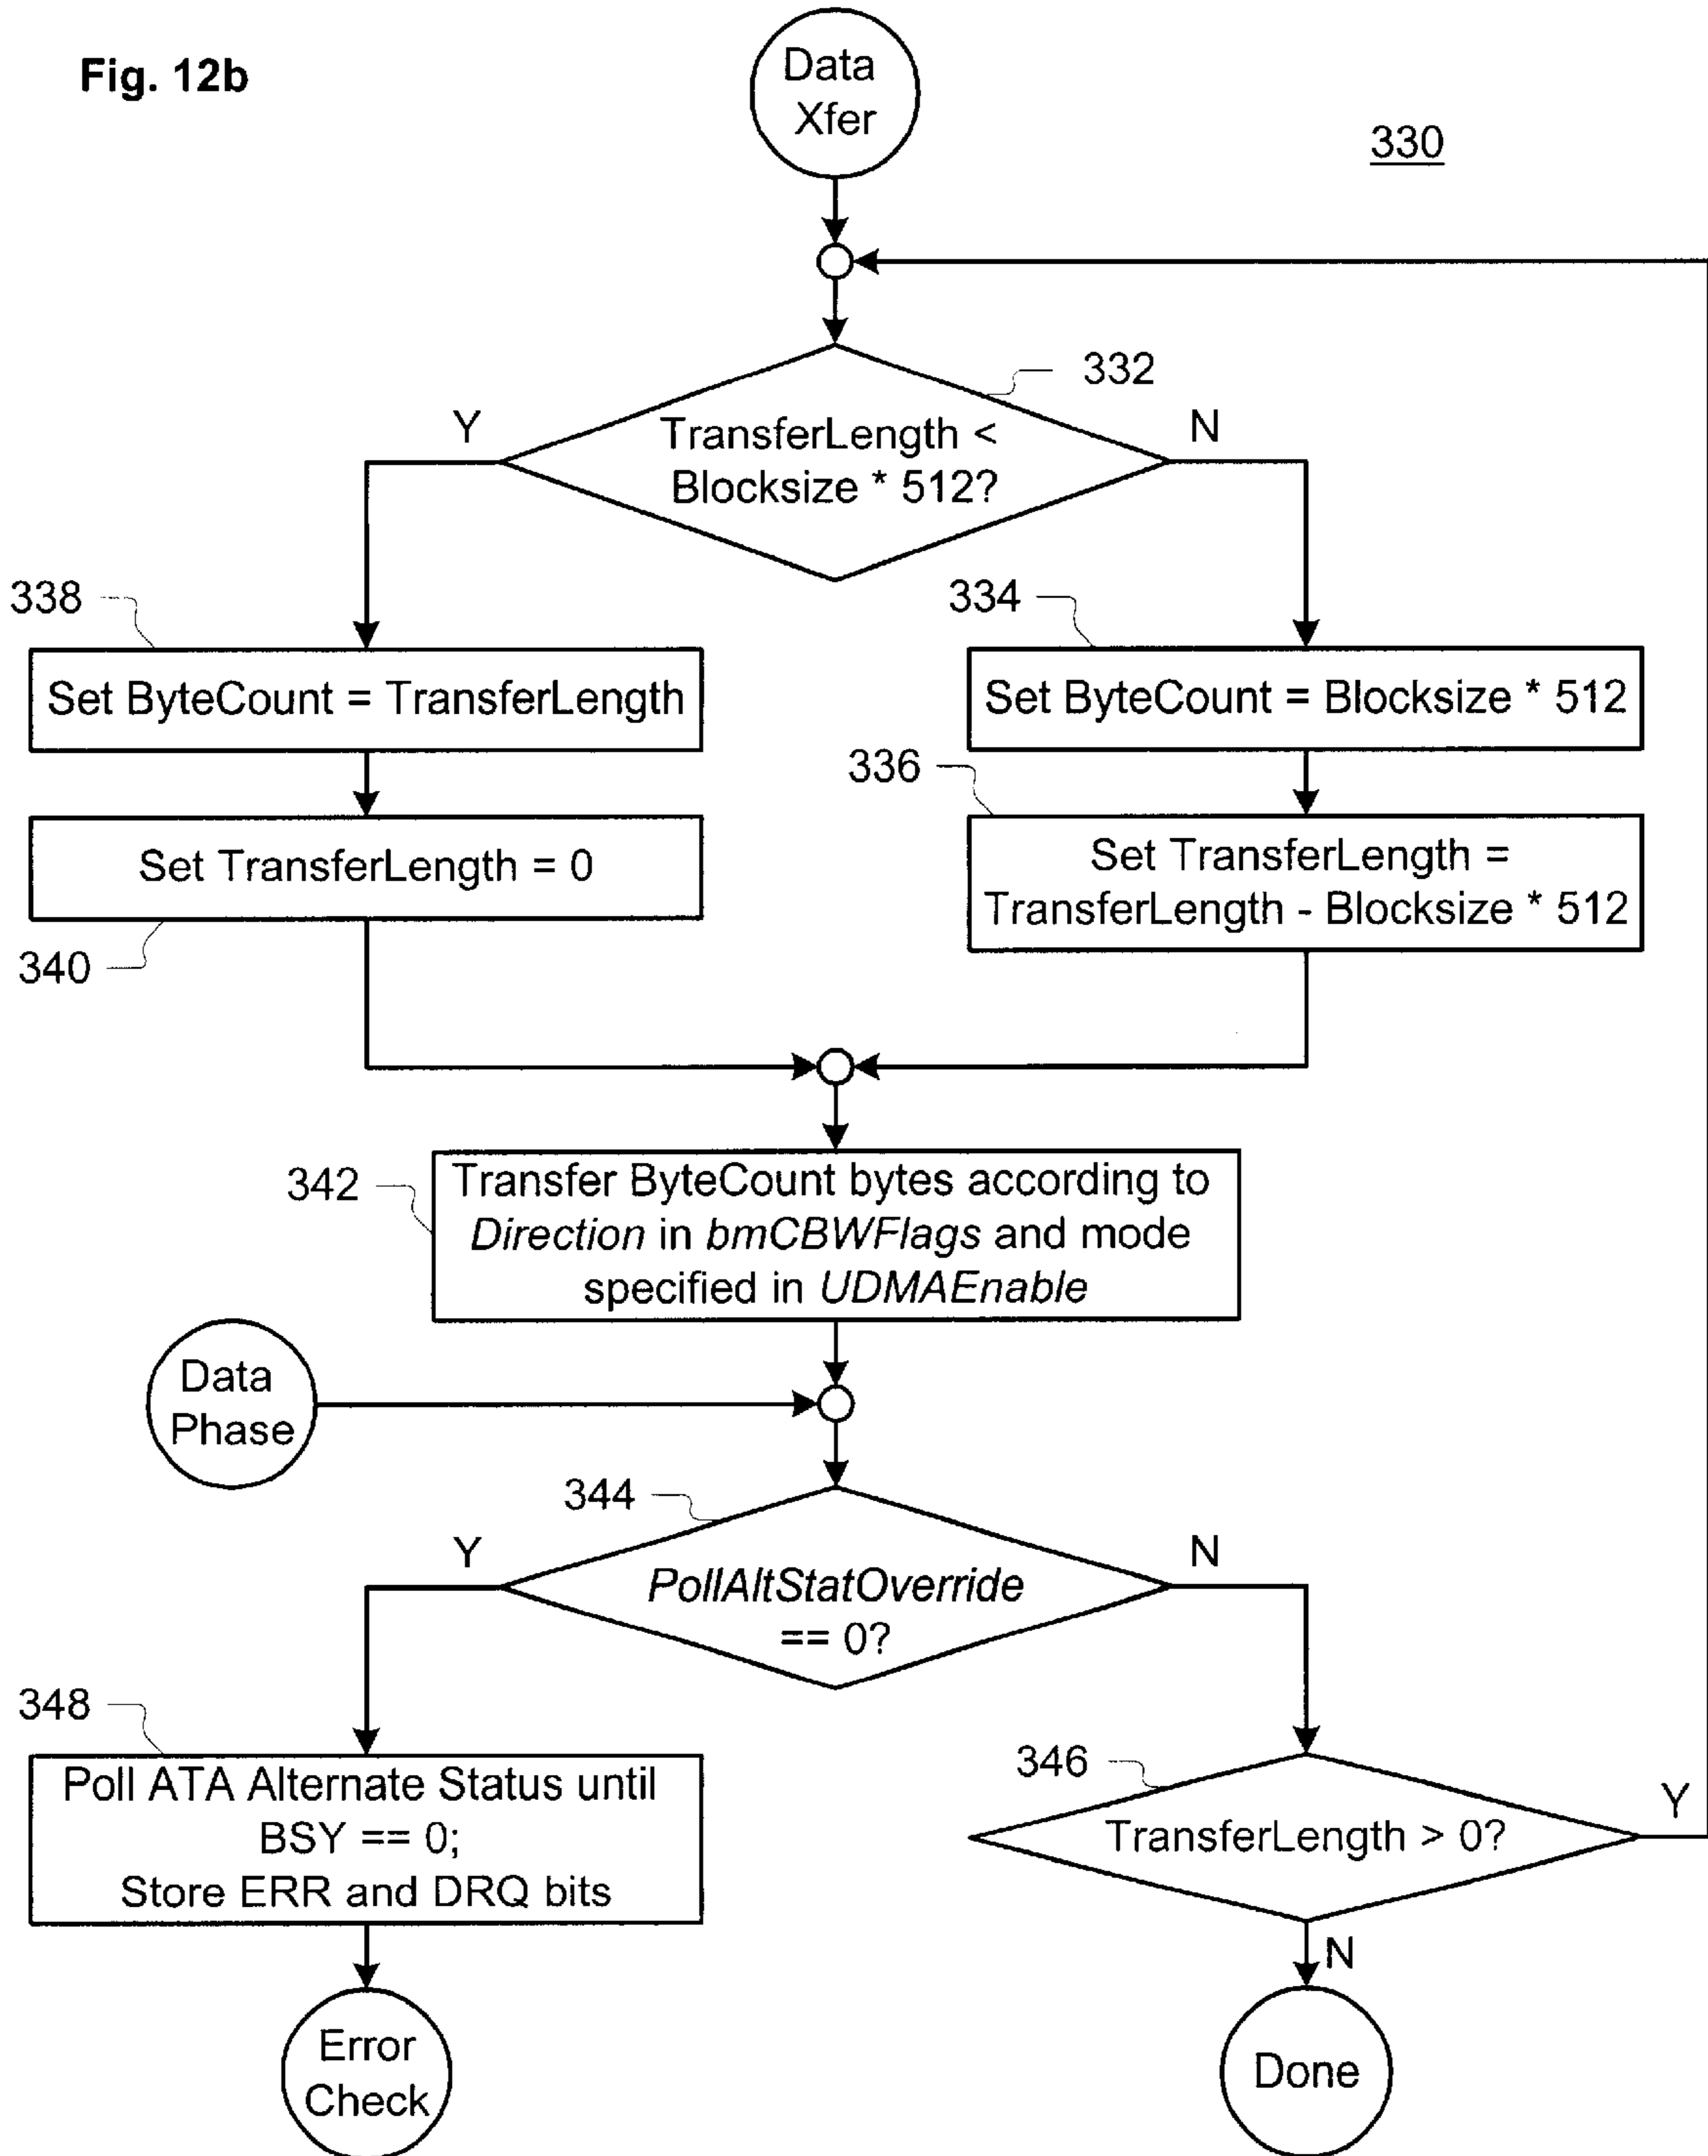 Fig. 12b
Data
Xfer
330
332
Y
N
TransferLength <
Blocksize * 512?
338
334
Set ByteCount = TransferLength
Set ByteCount = Blocksize * 512
336
Set TransferLength = 0
Set TransferLength =
TransferLength - Blocksize * 512
340
342
Transfer ByteCount bytes according to
Direction in bmCBWFlags and mode
specified in UDMAEnable
Data
Phase
344
Y
N
PollAltStatOverride
== 0?
348
346
Poll ATA Alternate Status until
BSY == 0;
Store ERR and DRQ bits
TransferLength > 0?
Y
N
Error
Check
Done